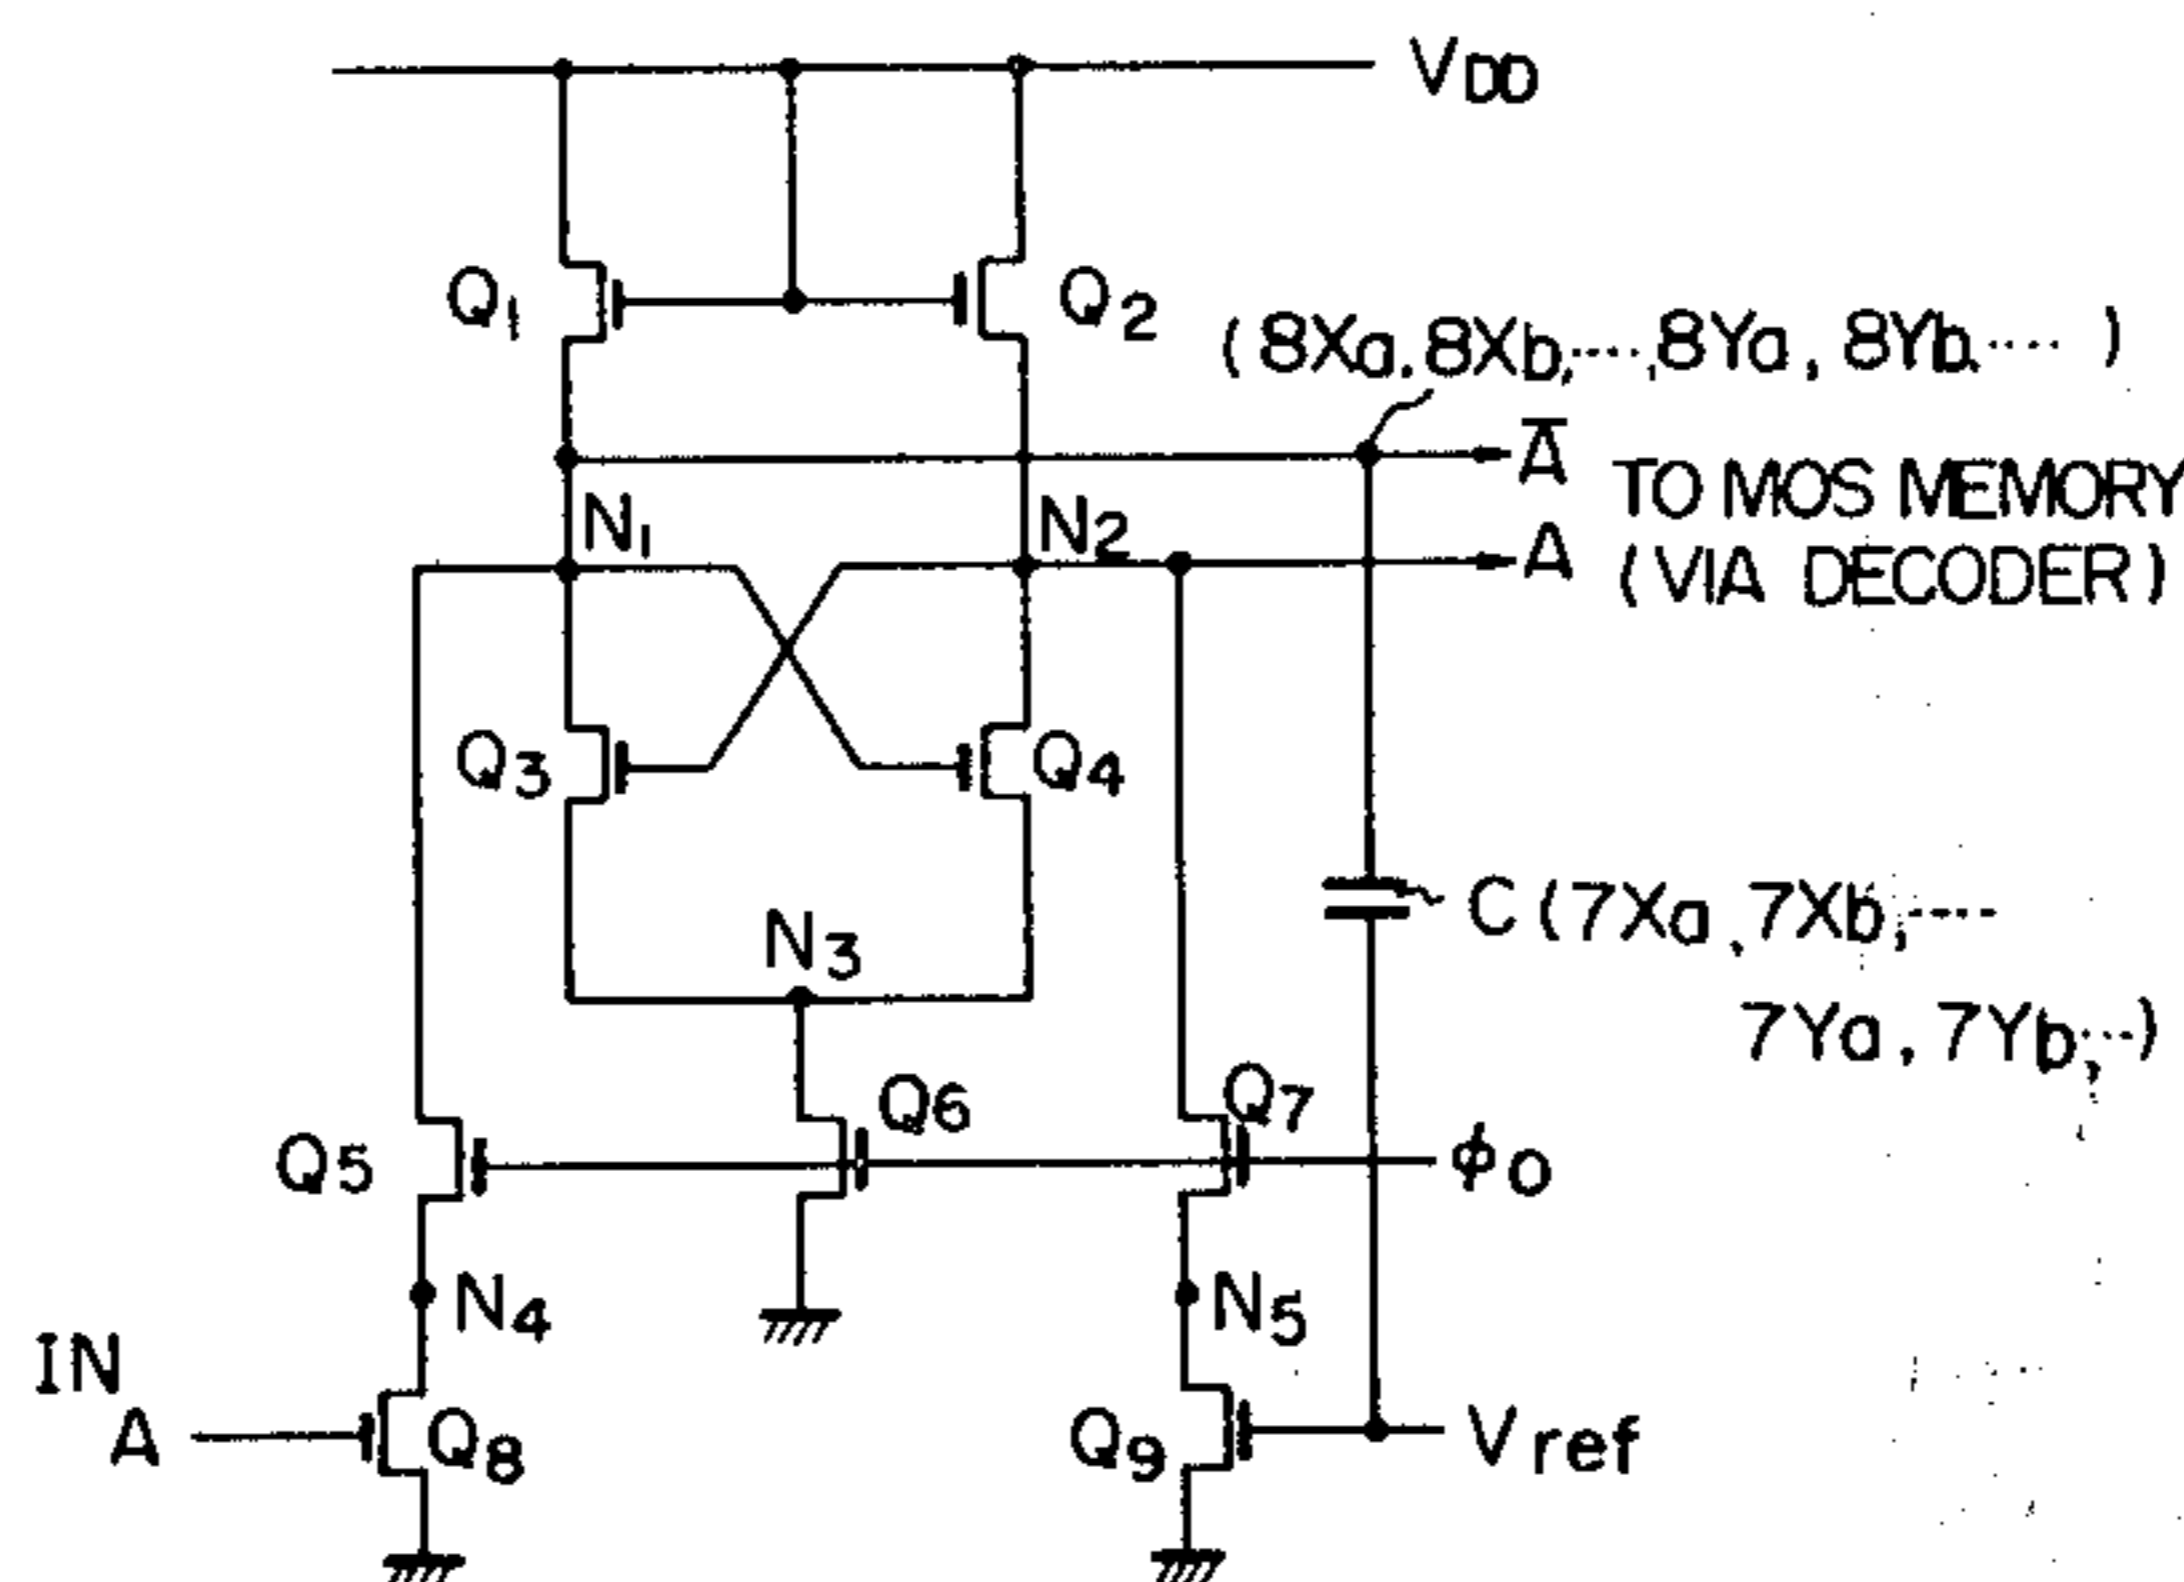 VDD
Q1
Q2
(8Xa.8Xb,....,8Ya, 8Yb.....)
A̅
TO MOS MEMORY
N1
N2
A
(VIA DECODER)
Q3
Q4
N3
C (7Xa,7Xb,----
7Ya, 7Yb,...)
Q5
Q6
Q7
ϕ0
N4
N5
IN
A
Q8
Q9
Vref